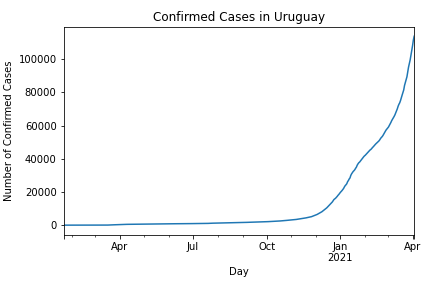 Confirmed Cases in Uruguay
Number of Confirmed Cases
100000
80000
60000
40000
20000
0
Apr
Jul
Oct
Jan
2021
Apr
Day